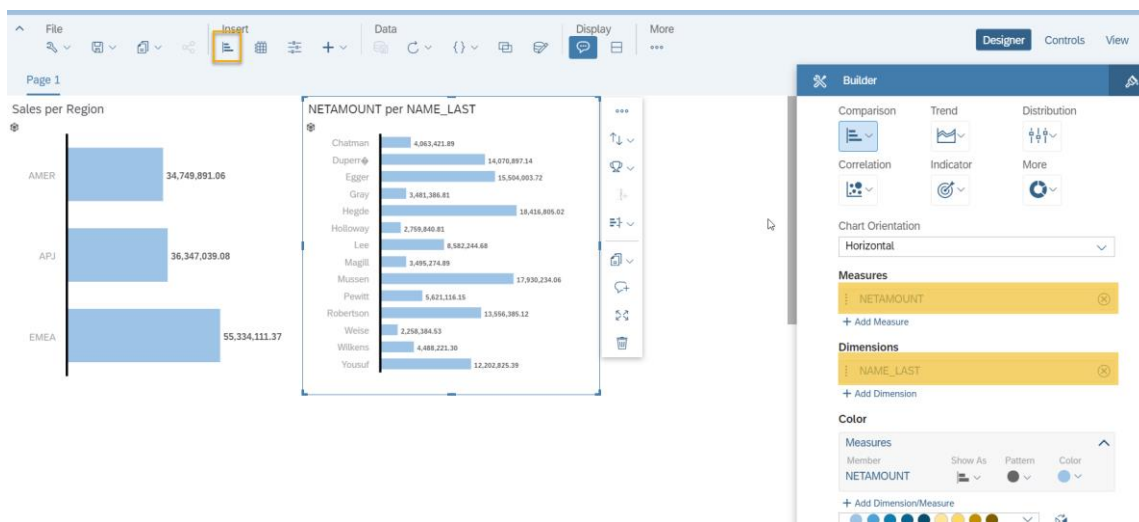 File
Insert
Data
Display
More
Designer
Controls
View
Page 1
Builder
Sales per Region
AMER
34,749,891.06
APJ
36,347,039.08
EMEA
55,334,111.37
NETAMOUNT per NAME_LAST
Chatman 4,063,421.89
Duperr� 14,070,897.14
Egger 15,504,003.72
Gray 3,481,386.81
Hegde 18,416,805.02
Holloway 2,759,840.81
Lee 8,582,244.68
Magill 3,495,274.89
Mussen 17,930,234.06
Pewitt 5,621,116.15
Robertson 13,556,385.12
Weise 2,258,384.53
Wilkens 4,488,221.30
Yousuf 12,202,825.39
Comparison Trend Distribution
Correlation Indicator More
Chart Orientation
Horizontal
Measures
NETAMOUNT
+ Add Measure
Dimensions
NAME_LAST
+ Add Dimension
Color
Measures
Member Show As Pattern Color
NETAMOUNT
+ Add Dimension/Measure